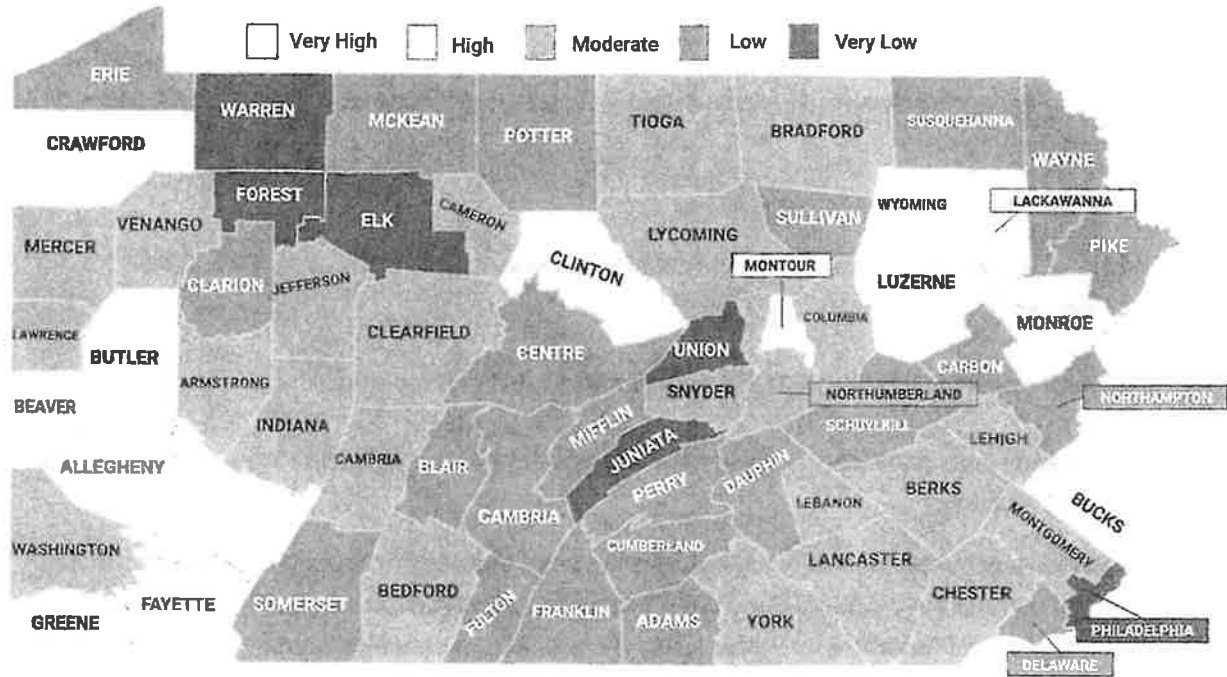 Very High High Moderate Low Very Low
ERIE
WARREN
MCKEAN
POTTER
TIOGA
BRADFORD
SUSQUEHANNA
CRAWFORD
WAYNE
FOREST
ELK
CAMERON
WYOMING
LACKAWANNA
VENANGO
SULLIVAN
MERCER
LYCOMING
PIKE
CLINTON
MONTOUR
CLARION
JEFFERSON
LUZERNE
LAWRENCE
CLEARFIELD
COLUMBIA
MONROE
BUTLER
CENTRE
UNION
CARBON
ARMSTRONG
SNYDER
NORTHUMBERLAND
NORTHAMPTON
BEAVER
INDIANA
MIFFLIN
SCHUYLKILL
LEHIGH
ALLEGHENY
CAMBRIA
BLAIR
JUNIATA
DAUPHIN
PERRY
LEBANON
BERKS
BUCKS
CAMBRIA
MONTGOMERY
WASHINGTON
CUMBERLAND
LANCASTER
BEDFORD
CHESTER
FAYETTE
SOMERSET
FULTON
FRANKLIN
ADAMS
YORK
GREENE
PHILADELPHIA
DELAWARE